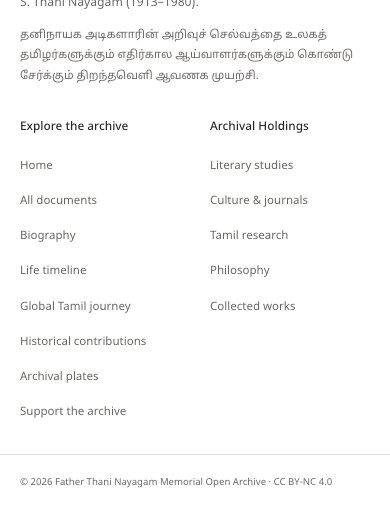 S. Thani Nayagam (1913–1980).
தனிநாயக அடிகளாரின் அறிவுச் செல்வத்தை உலகத்
தமிழர்களுக்கும் எதிர்கால ஆய்வாளர்களுக்கும் கொண்டு
சேர்க்கும் திறந்தவெளி ஆவணக முயற்சி.
Explore the archive
Home
All documents
Biography
Life timeline
Global Tamil journey
Historical contributions
Archival plates
Support the archive
Archival Holdings
Literary studies
Culture & journals
Tamil research
Philosophy
Collected works
© 2026 Father Thani Nayagam Memorial Open Archive · CC BY-NC 4.0